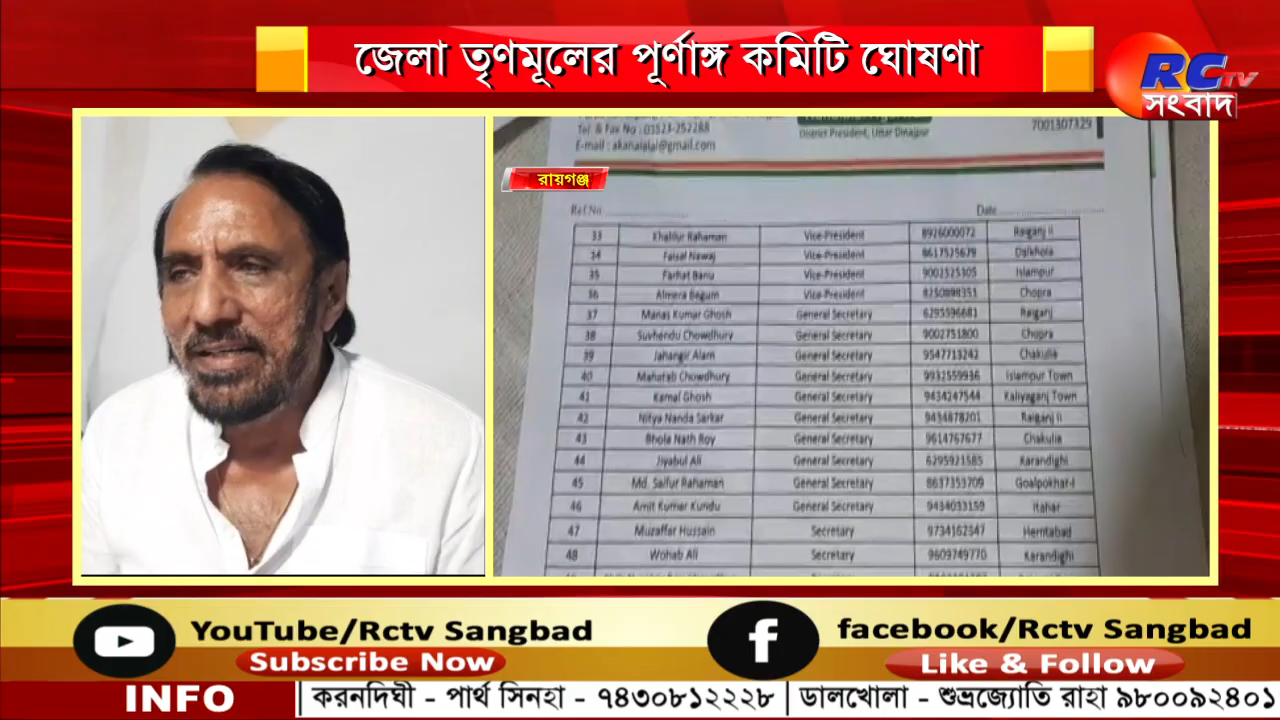 জেলা তৃণমূলের পূর্ণাঙ্গ কমিটি ঘোষণা
RCTV
সংবাদ
Tel. & Fax No : 03523-252288
District President, Uttar Dinajpur
7001307329
E-mail : akanaialal@gmail.com
রায়গঞ্জ
Ref.No
Date
33 Khalilur Rahaman Vice-President 8926000072 Raiganj II
34 Faisal Nawaj Vice-President 8617525679 Dalkhola
35 Farhat Banu Vice-President 9002525305 Islampur
36 Almera Begum Vice-President 8250898351 Chopra
37 Manas Kumar Ghosh General Secretary 6295596681 Raiganj
38 Suvhendu Chowdhury General Secretary 9002751800 Chopra
39 Jahangir Alam General Secretary 9547713242 Chakulia
40 Mahatab Chowdhury General Secretary 9932559936 Islampur Town
41 Kamal Ghosh General Secretary 9434247544 Kaliyaganj Town
42 Nitya Nanda Sarkar General Secretary 9434878201 Raiganj II
43 Bhola Nath Roy General Secretary 9614767677 Chakulia
44 Jiyabul Ali General Secretary 6295921585 Karandighi
45 Md. Saifur Rahaman General Secretary 8637353709 Goalpokhar-I
46 Amit Kumar Kundu General Secretary 9434033159 Itahar
47 Muzaffar Hussain Secretary 9734162547 Hemtabad
48 Wohab Ali Secretary 9609749770 Karandighi
YouTube/Rctv Sangbad
Subscribe Now
facebook/Rctv Sangbad
Like & Follow
INFO
করনদিঘী - পার্থ সিনহা - ৭৪৩০৮১২২২৮ | ডালখোলা - শুভ্রজ্যোতি রাহা ৯৮০০৯২৪০১